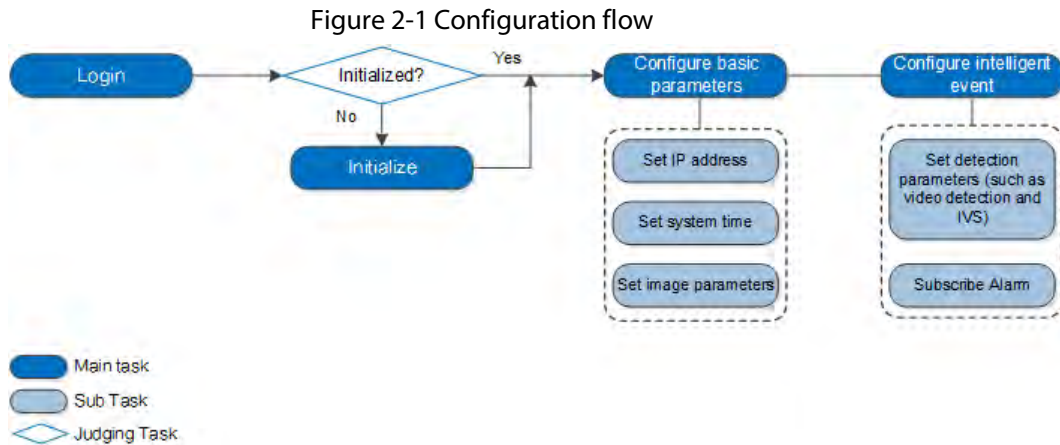 Figure 2-1 Configuration flow
Login
Initialized?
Yes
No
Initialize
Configure basic
parameters
Set IP address
Set system time
Set image parameters
Configure intelligent
event
Set detection
parameters (such as
video detection and
IVS)
Subscribe Alarm
Main task
Sub Task
Judging Task